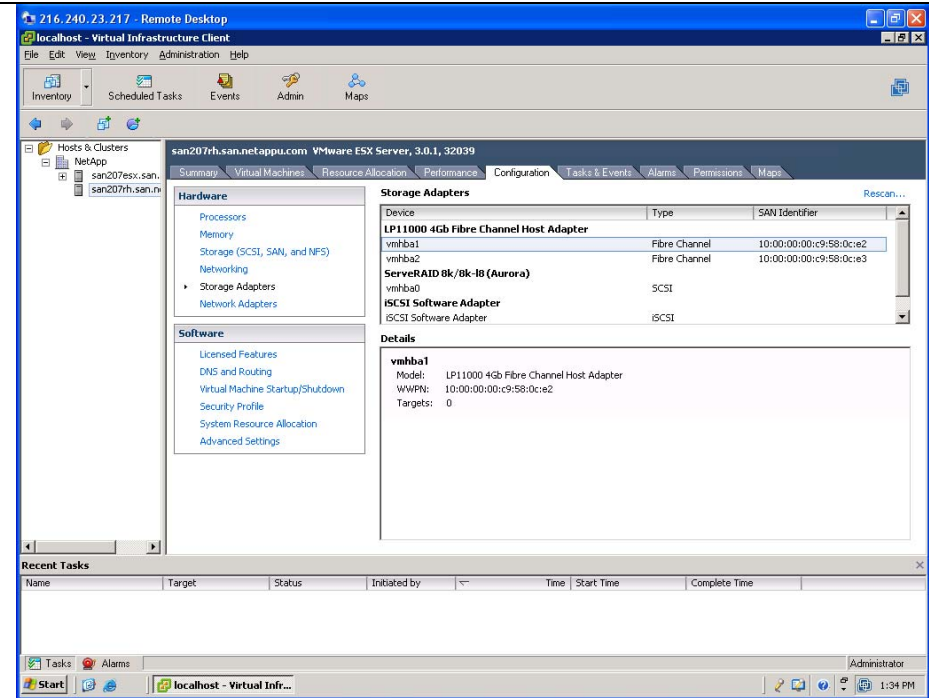 216.240.23.217 - Remote Desktop
localhost - Virtual Infrastructure Client
File Edit View Inventory Administration Help
Inventory Scheduled Tasks Events Admin Maps
Hosts & Clusters
NetApp
san207esx.san.
san207rh.san.n
san207rh.san.netappu.com VMware ESX Server, 3.0.1, 32039
Summary Virtual Machines Resource Allocation Performance Configuration Tasks & Events Alarms Permissions Maps
Hardware
Processors
Memory
Storage (SCSI, SAN, and NFS)
Networking
Storage Adapters
Network Adapters
Software
Licensed Features
DNS and Routing
Virtual Machine Startup/Shutdown
Security Profile
System Resource Allocation
Advanced Settings
Storage Adapters Rescan...
Device Type SAN Identifier
LP11000 4Gb Fibre Channel Host Adapter
vmhba1 Fibre Channel 10:00:00:00:c9:58:0c:e2
vmhba2 Fibre Channel 10:00:00:00:c9:58:0c:e3
ServeRAID 8k/8k-l8 (Aurora)
vmhba0 SCSI
iSCSI Software Adapter
iSCSI Software Adapter iSCSI
Details
vmhba1
Model: LP11000 4Gb Fibre Channel Host Adapter
WWPN: 10:00:00:00:c9:58:0c:e2
Targets: 0
Recent Tasks
Name Target Status Initiated by Time Start Time Complete Time
Tasks Alarms Administrator
Start localhost - Virtual Infr... 1:34 PM